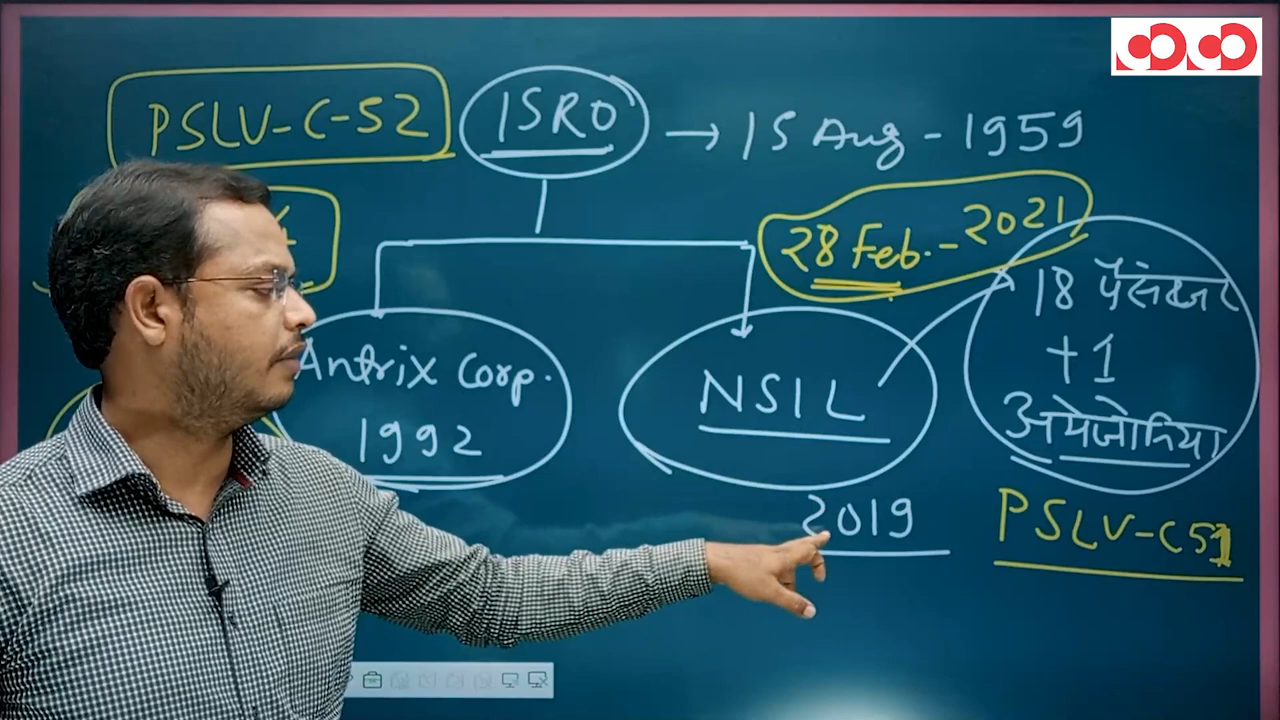 PSLV-C-52
ISRO → 15 Aug - 1959
28 Feb. - 2021
18 पैसेंजर
+1
अमेजोनिया
Antrix Corp.
1992
NSIL
2019
PSLV-C51